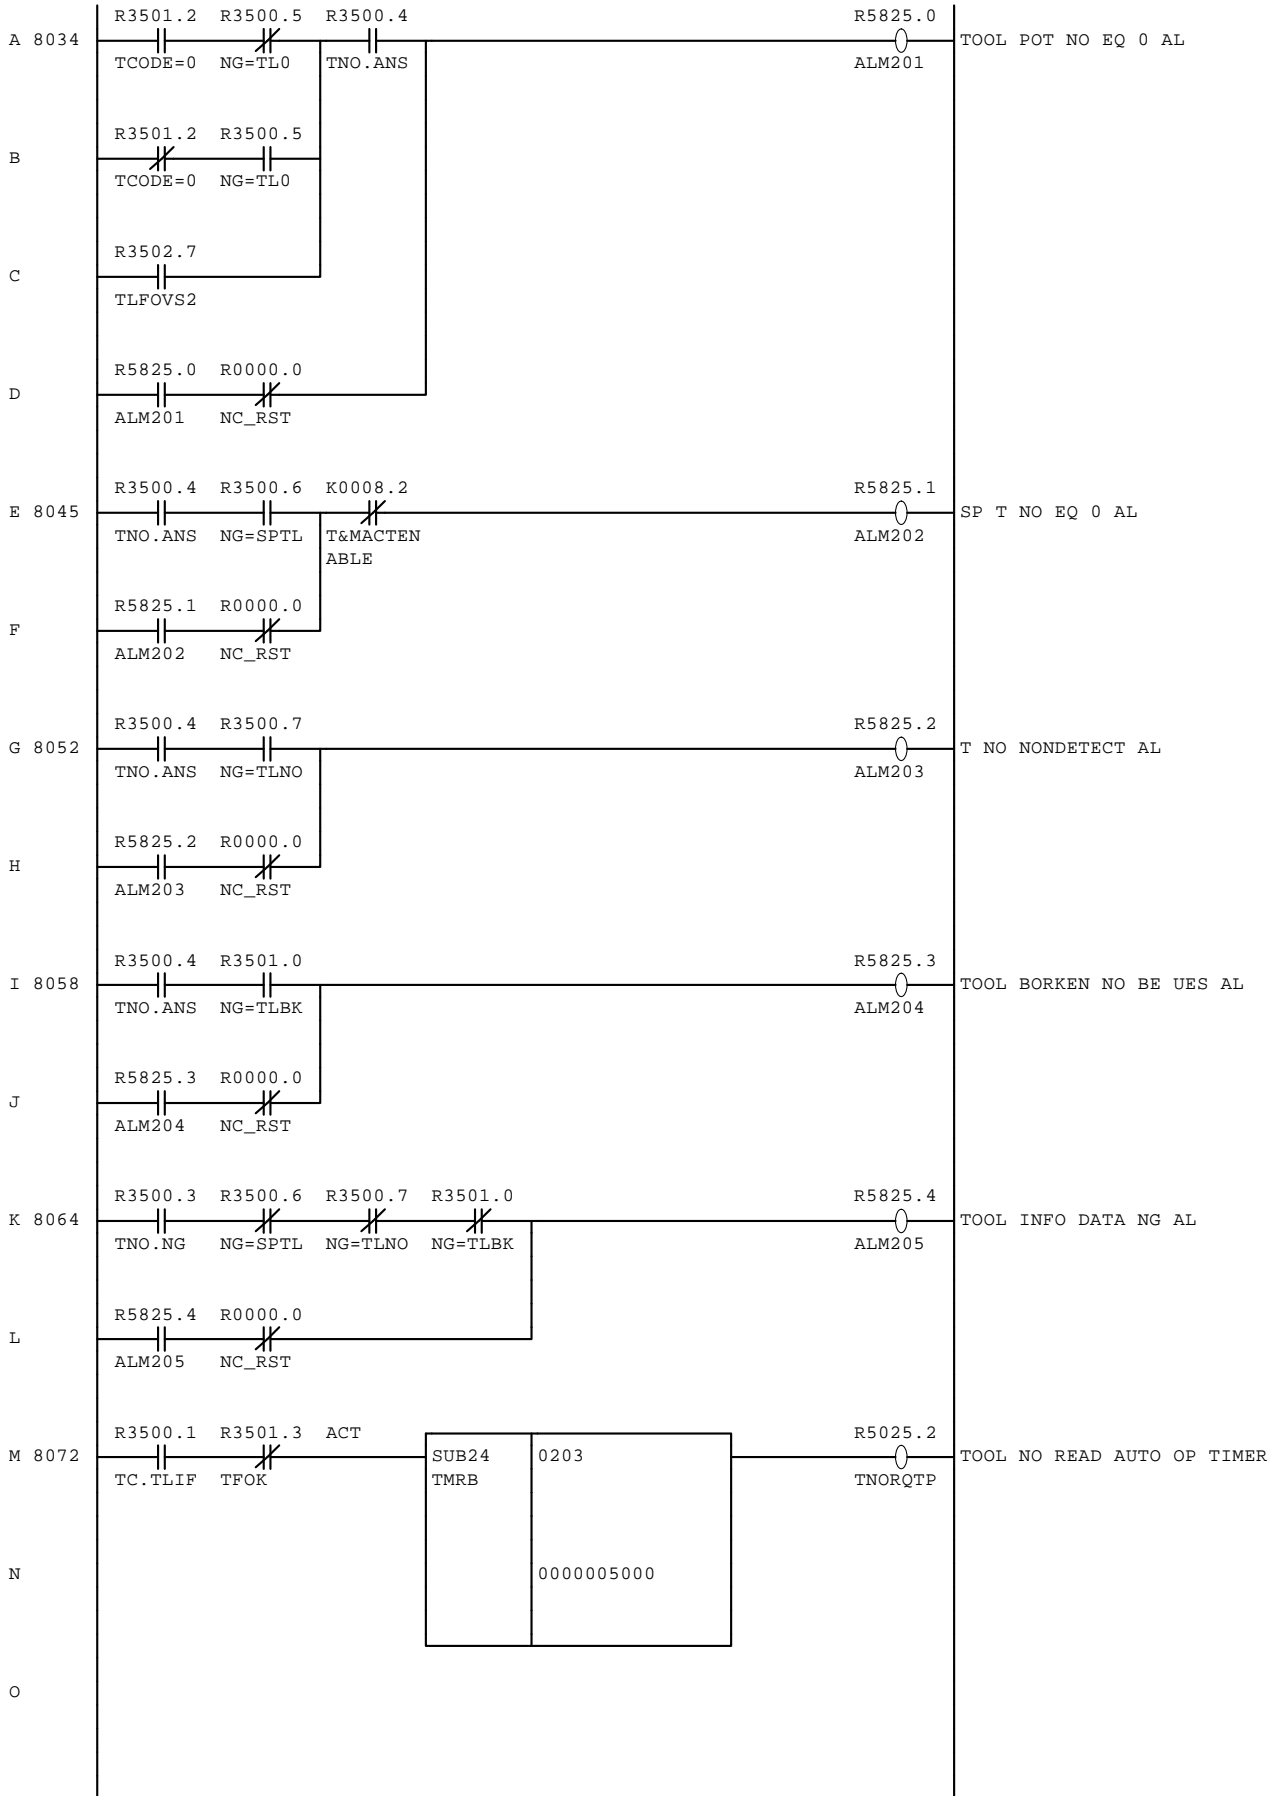 R3501.2 R3500.5 R3500.4 R5825.0
A 8034 TOOL POT NO EQ 0 AL
TCODE=0 NG=TL0 TNO.ANS ALM201
R3501.2 R3500.5
B
TCODE=0 NG=TL0
R3502.7
C
TLFOVS2
R5825.0 R0000.0
D
ALM201 NC_RST
R3500.4 R3500.6 K0008.2 R5825.1
E 8045 SP T NO EQ 0 AL
TNO.ANS NG=SPTL T&MACTEN ALM202
ABLE
R5825.1 R0000.0
F
ALM202 NC_RST
R3500.4 R3500.7 R5825.2
G 8052 T NO NONDETECT AL
TNO.ANS NG=TLNO ALM203
R5825.2 R0000.0
H
ALM203 NC_RST
R3500.4 R3501.0 R5825.3
I 8058 TOOL BORKEN NO BE UES AL
TNO.ANS NG=TLBK ALM204
R5825.3 R0000.0
J
ALM204 NC_RST
R3500.3 R3500.6 R3500.7 R3501.0 R5825.4
K 8064 TOOL INFO DATA NG AL
TNO.NG NG=SPTL NG=TLNO NG=TLBK ALM205
R5825.4 R0000.0
L
ALM205 NC_RST
R3500.1 R3501.3 ACT R5025.2
M 8072 SUB24 0203 TOOL NO READ AUTO OP TIMER
TC.TLIF TFOK TMRB TNORQTP
N 0000005000
O